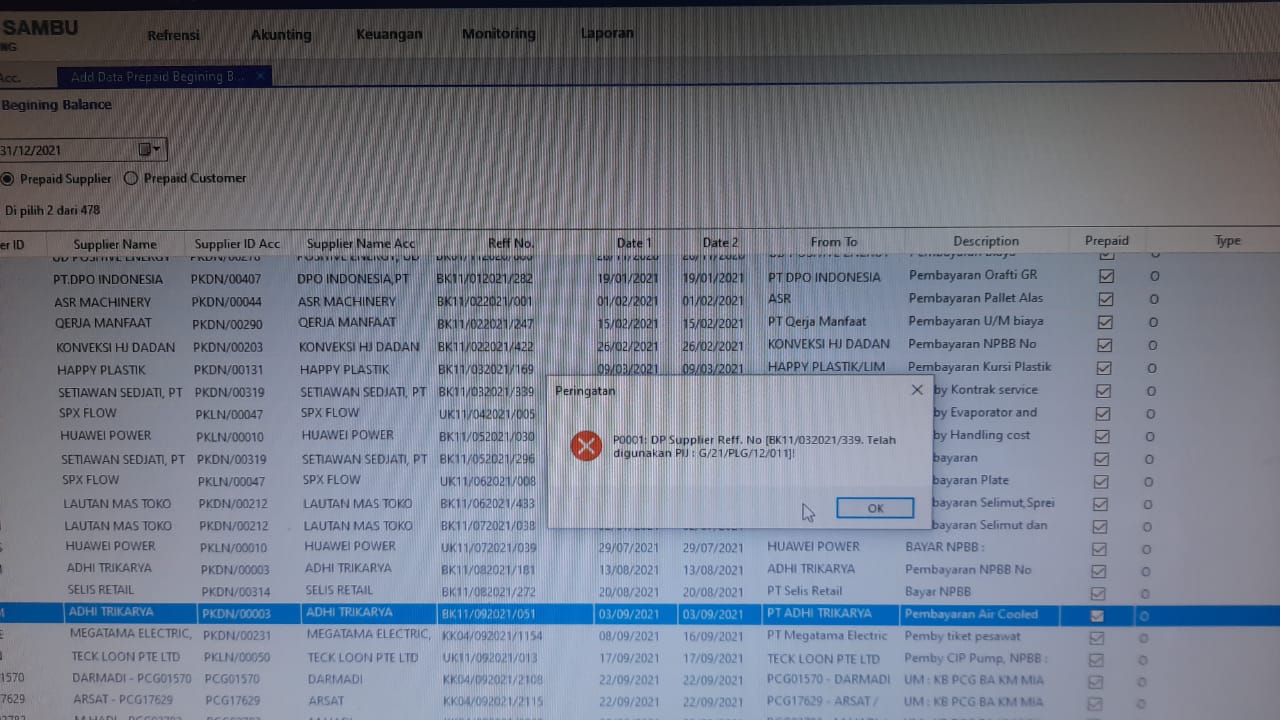 SAMBU
NG
Refrensi Akunting Keuangan Monitoring Laporan
Acc. Add Data Prepaid Begining B... ×
Begining Balance
31/12/2021
Prepaid Supplier Prepaid Customer
Di pilih 2 dari 478
er ID Supplier Name Supplier ID Acc Supplier Name Acc Reff No. Date 1 Date 2 From To Description Prepaid Type
PT.DPO INDONESIA PKDN/00407 DPO INDONESIA,PT BK11/012021/282 19/01/2021 19/01/2021 PT DPO INDONESIA Pembayaran Orafti GR O
ASR MACHINERY PKDN/00044 ASR MACHINERY BK11/022021/001 01/02/2021 01/02/2021 ASR Pembayaran Pallet Alas O
QERJA MANFAAT PKDN/00290 QERJA MANFAAT BK11/022021/247 15/02/2021 15/02/2021 PT Qerja Manfaat Pembayaran U/M biaya O
KONVEKSI HJ DADAN PKDN/00203 KONVEKSI HJ DADAN BK11/022021/422 26/02/2021 26/02/2021 KONVEKSI HJ DADAN Pembayaran NPBB No O
HAPPY PLASTIK PKDN/00131 HAPPY PLASTIK BK11/032021/169 09/03/2021 09/03/2021 HAPPY PLASTIK/LIM Pembayaran Kursi Plastik O
SETIAWAN SEDJATI, PT PKDN/00319 SETIAWAN SEDJATI, PT BK11/032021/339 by Kontrak service O
SPX FLOW PKLN/00047 SPX FLOW UK11/042021/005 by Evaporator and O
HUAWEI POWER PKLN/00010 HUAWEI POWER BK11/052021/030 by Handling cost O
SETIAWAN SEDJATI, PT PKDN/00319 SETIAWAN SEDJATI, PT BK11/052021/296 bayaran O
SPX FLOW PKLN/00047 SPX FLOW UK11/062021/008 bayaran Plate O
LAUTAN MAS TOKO PKDN/00212 LAUTAN MAS TOKO BK11/062021/433 bayaran Selimut,Sprei O
LAUTAN MAS TOKO PKDN/00212 LAUTAN MAS TOKO BK11/072021/038 bayaran Selimut dan O
HUAWEI POWER PKLN/00010 HUAWEI POWER UK11/072021/039 29/07/2021 29/07/2021 HUAWEI POWER BAYAR NPBB : O
ADHI TRIKARYA PKDN/00003 ADHI TRIKARYA BK11/082021/181 13/08/2021 13/08/2021 ADHI TRIKARYA Pembayaran NPBB No O
SELIS RETAIL PKDN/00314 SELIS RETAIL BK11/082021/272 20/08/2021 20/08/2021 PT Selis Retail Bayar NPBB O
ADHI TRIKARYA PKDN/00003 ADHI TRIKARYA BK11/092021/051 03/09/2021 03/09/2021 PT ADHI TRIKARYA Pembayaran Air Cooled O
MEGATAMA ELECTRIC, PKDN/00231 MEGATAMA ELECTRIC, KK04/092021/1154 08/09/2021 16/09/2021 PT Megatama Electric Pemby tiket pesawat O
TECK LOON PTE LTD PKLN/00050 TECK LOON PTE LTD UK11/092021/013 17/09/2021 17/09/2021 TECK LOON PTE LTD Pemby CIP Pump, NPBB : O
1570 DARMADI - PCG01570 PCG01570 DARMADI KK04/092021/2108 22/09/2021 22/09/2021 PCG01570 - DARMADI UM : KB PCG BA KM MIA O
7629 ARSAT - PCG17629 PCG17629 ARSAT KK04/092021/2115 22/09/2021 22/09/2021 PCG17629 - ARSAT / UM : KB PCG BA KM MIA O
Peringatan
P0001: DP Supplier Reff. No [BK11/032021/339. Telah
digunakan PIJ : G/21/PLG/12/011]!
OK